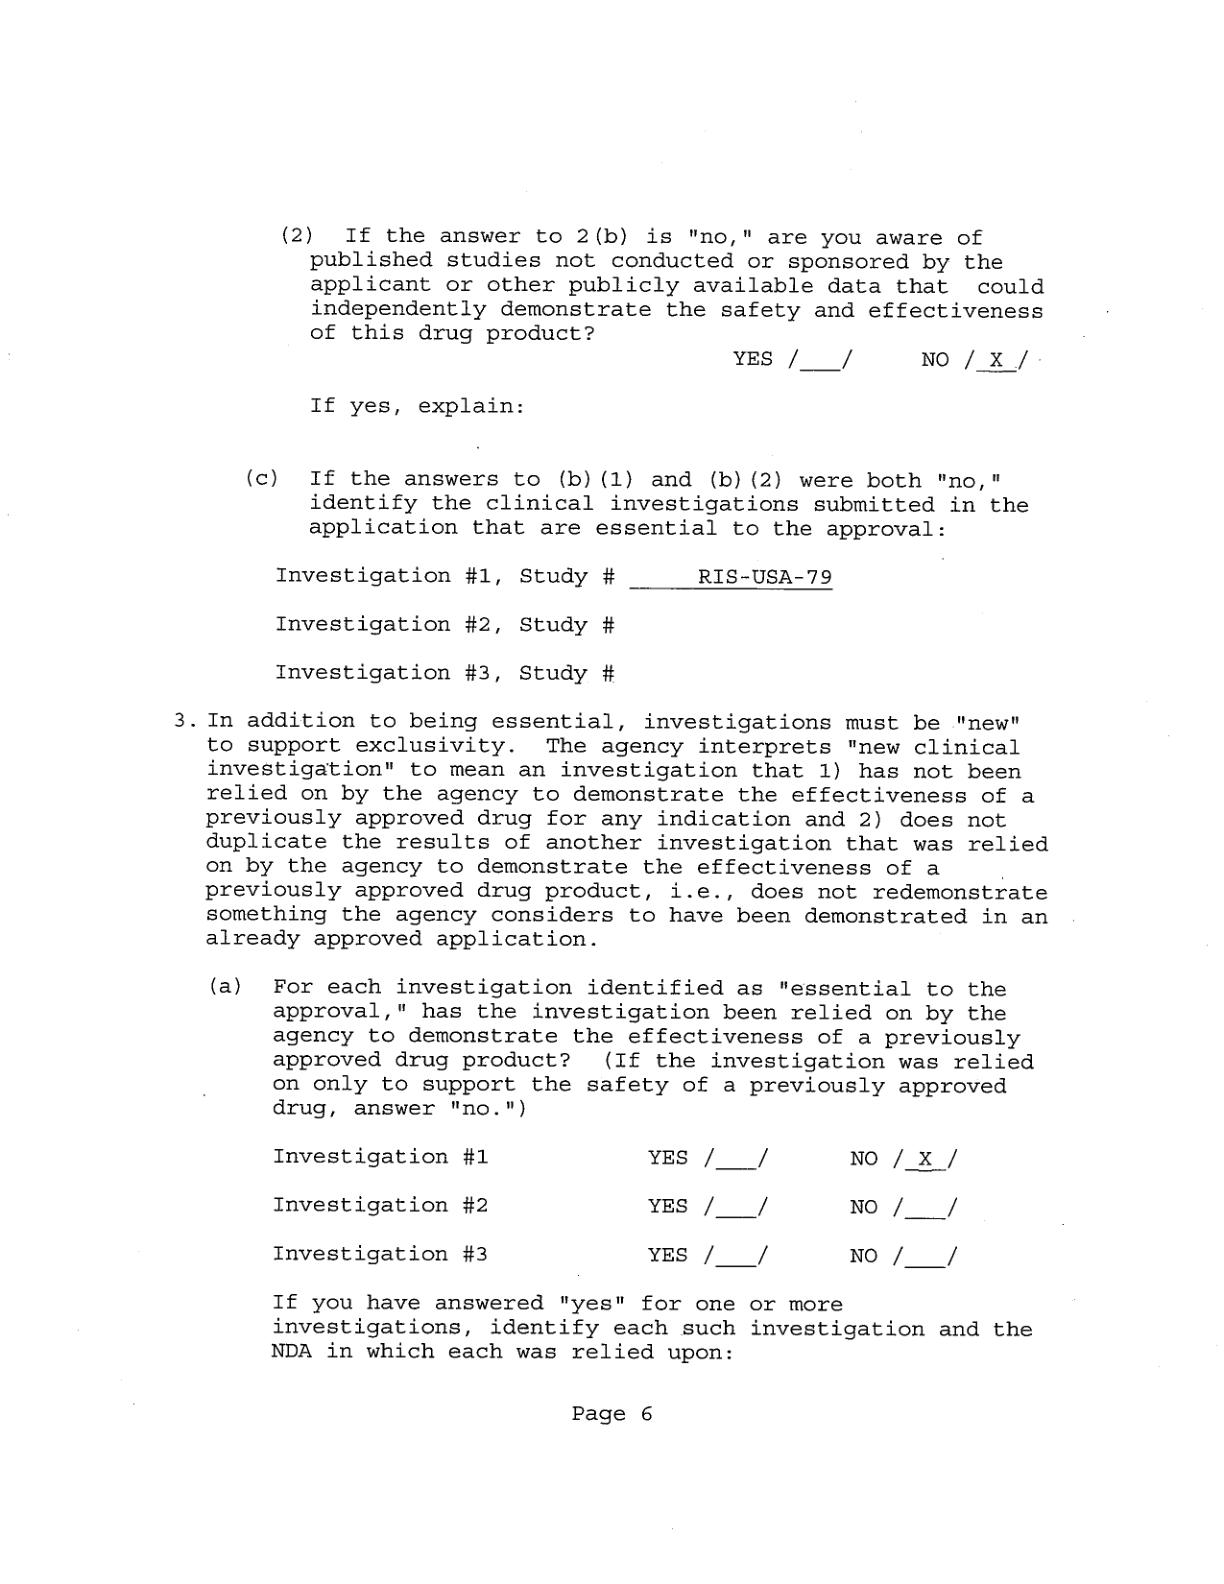 (2) If the answer to 2(b) is "no," are you aware of
published studies not conducted or sponsored by the
applicant or other publicly available data that could
independently demonstrate the safety and effectiveness
of this drug product?
YES /___/ NO /_X_/
If yes, explain:
(c) If the answers to (b)(1) and (b)(2) were both "no,"
identify the clinical investigations submitted in the
application that are essential to the approval:
Investigation #1, Study # _____RIS-USA-79
Investigation #2, Study #
Investigation #3, Study #
3. In addition to being essential, investigations must be "new"
to support exclusivity. The agency interprets "new clinical
investigation" to mean an investigation that 1) has not been
relied on by the agency to demonstrate the effectiveness of a
previously approved drug for any indication and 2) does not
duplicate the results of another investigation that was relied
on by the agency to demonstrate the effectiveness of a
previously approved drug product, i.e., does not redemonstrate
something the agency considers to have been demonstrated in an
already approved application.
(a) For each investigation identified as "essential to the
approval," has the investigation been relied on by the
agency to demonstrate the effectiveness of a previously
approved drug product? (If the investigation was relied
on only to support the safety of a previously approved
drug, answer "no.")
Investigation #1 YES /___/ NO /_X_/
Investigation #2 YES /___/ NO /___/
Investigation #3 YES /___/ NO /___/
If you have answered "yes" for one or more
investigations, identify each such investigation and the
NDA in which each was relied upon:
Page 6